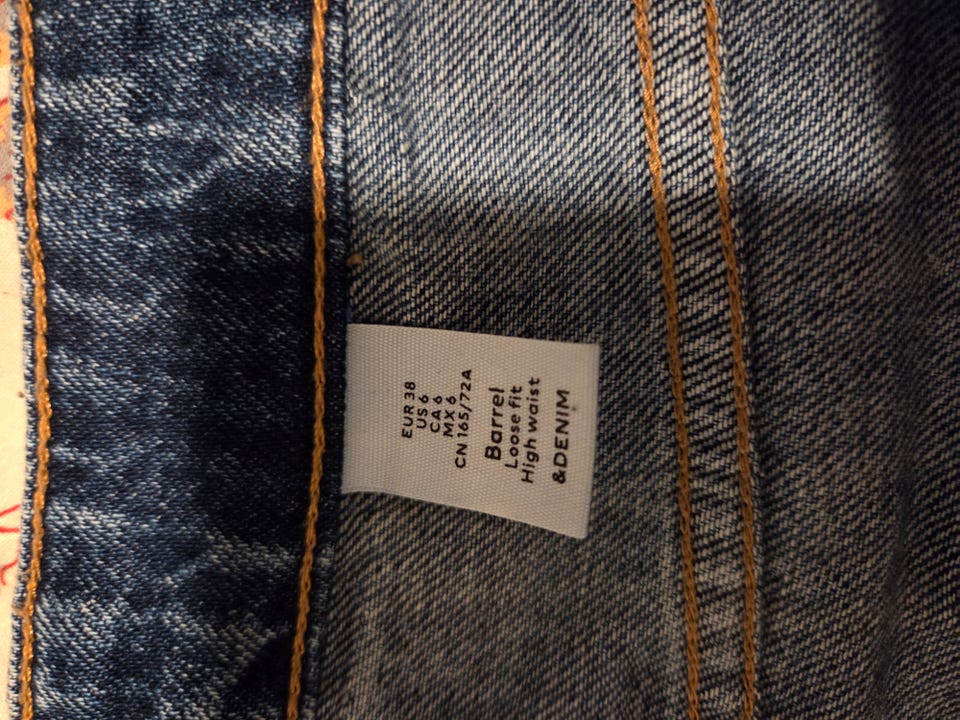 EUR 38
US 6
CA 6
MX 6
CN 165/72A
Barrel
Loose fit
High waist
&DENIM